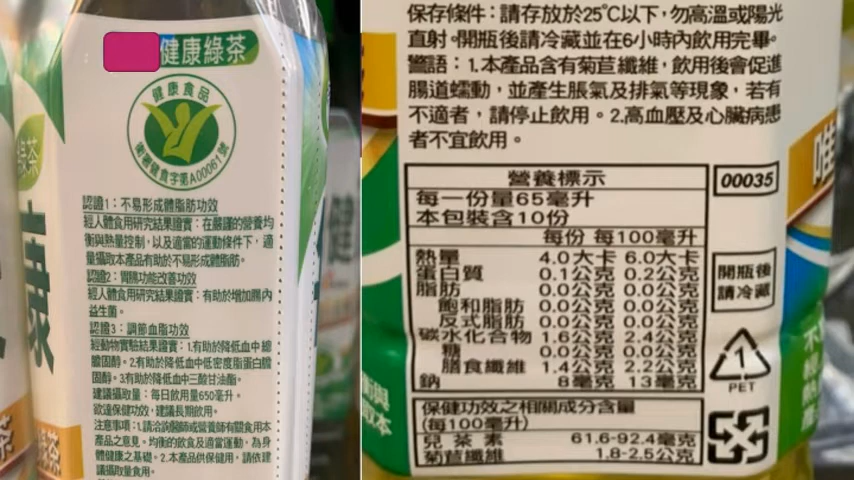 健康綠茶
健康食品
衛署健食字第A00061號
認證1：不易形成體脂肪功效
經人體食用研究結果證實：在嚴謹的營養均
衡與熱量控制，以及適當的運動條件下，適
量攝取本產品有助於不易形成體脂肪。
認證2：胃腸功能改善功效
經人體食用研究結果證實：有助於增加腸內
益生菌。
認證3：調節血脂功效
經動物實驗結果證實：1.有助於降低血中總
膽固醇。2.有助於降低血中低密度脂蛋白膽
固醇。3.有助於降低血中三酸甘油酯。
建議攝取量：每日飲用量650毫升。
欲達保健功效，建議長期飲用。
注意事項：1.請洽詢醫師或營養師有關食用本
產品之意見。均衡的飲食及適當運動，為身
體健康之基礎。2.本產品供保健用，請依建
議攝取量食用。
綠茶
康
綠茶
健
保存條件：請存放於25℃以下，勿高溫或陽光
直射。開瓶後請冷藏並在6小時內飲用完畢。
警語：1.本產品含有菊苣纖維，飲用後會促進
腸道蠕動，並產生脹氣及排氣等現象，若有
不適者，請停止飲用。2.高血壓及心臟病患
者不宜飲用。
營養標示
每一份量65毫升
本包裝含10份
每份 每100毫升
熱量 4.0大卡 6.0大卡
蛋白質 0.1公克 0.2公克
脂肪 0.0公克 0.0公克
飽和脂肪 0.0公克 0.0公克
反式脂肪 0.0公克 0.0公克
碳水化合物 1.6公克 2.4公克
糖 0.0公克 0.0公克
膳食纖維 1.4公克 2.2公克
鈉 8毫克 13毫克
保健功效之相關成分含量
(每100毫升)
兒茶素 61.6-92.4毫克
菊苣纖維 1.8-2.5公克
00035
開瓶後
請冷藏
1
PET
唯